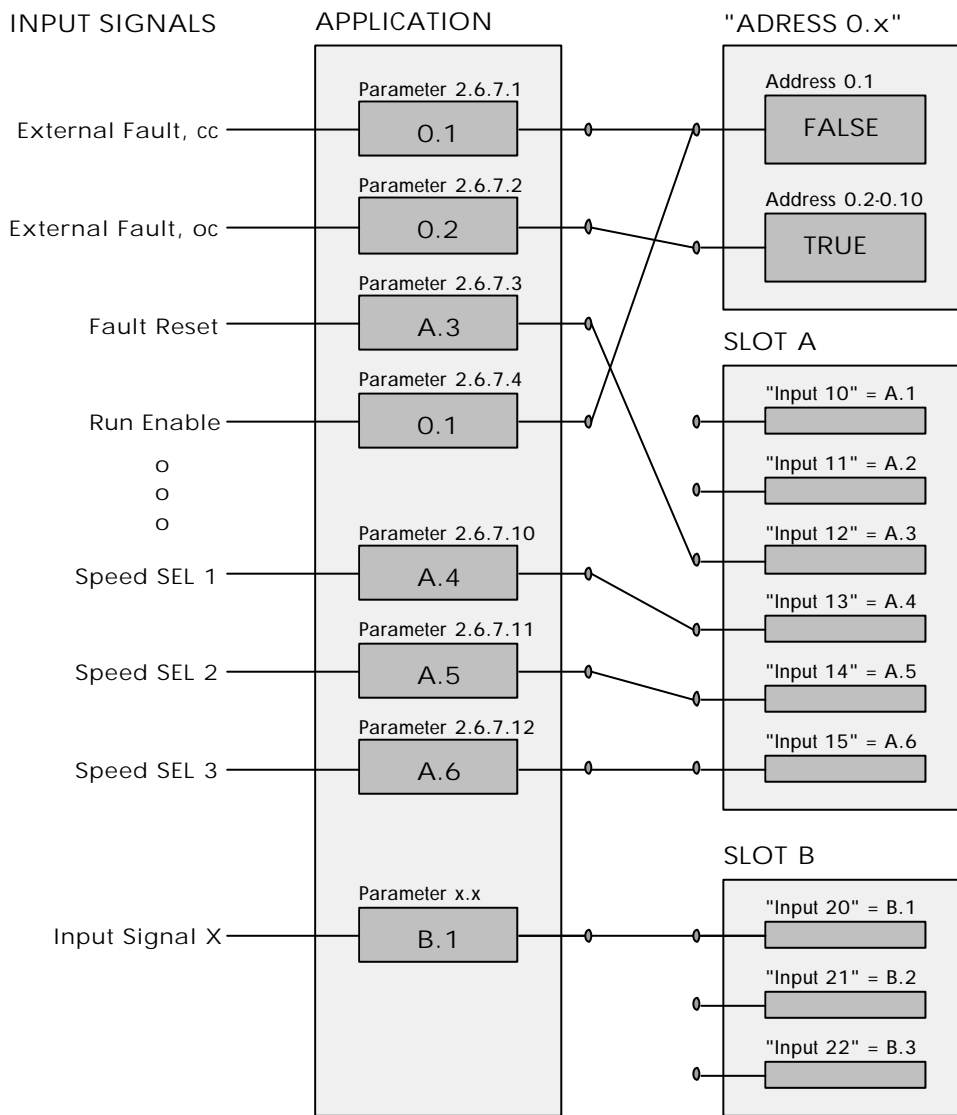 INPUT SIGNALS
External Fault, cc
External Fault, oc
Fault Reset
Run Enable
o
o
o
Speed SEL 1
Speed SEL 2
Speed SEL 3
Input Signal X
APPLICATION
Parameter 2.6.7.1
0.1
Parameter 2.6.7.2
0.2
Parameter 2.6.7.3
A.3
Parameter 2.6.7.4
0.1
Parameter 2.6.7.10
A.4
Parameter 2.6.7.11
A.5
Parameter 2.6.7.12
A.6
Parameter x.x
B.1
"ADRESS 0.x"
Address 0.1
FALSE
Address 0.2-0.10
TRUE
SLOT A
"Input 10" = A.1
"Input 11" = A.2
"Input 12" = A.3
"Input 13" = A.4
"Input 14" = A.5
"Input 15" = A.6
SLOT B
"Input 20" = B.1
"Input 21" = B.2
"Input 22" = B.3